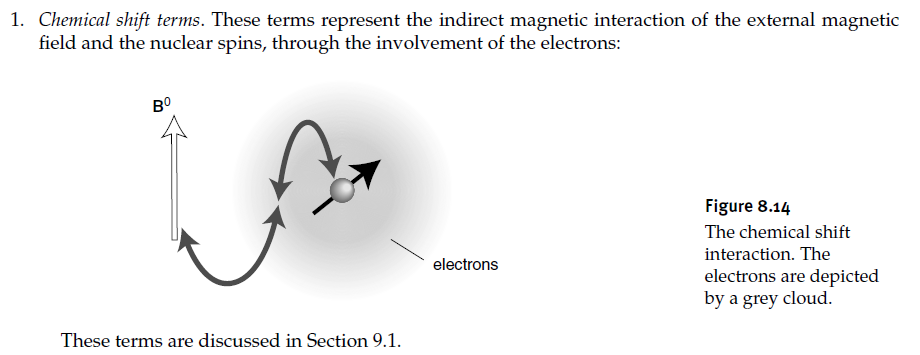 1. Chemical shift terms. These terms represent the indirect magnetic interaction of the external magnetic
field and the nuclear spins, through the involvement of the electrons:
B⁰
electrons
Figure 8.14
The chemical shift
interaction. The
electrons are depicted
by a grey cloud.
These terms are discussed in Section 9.1.